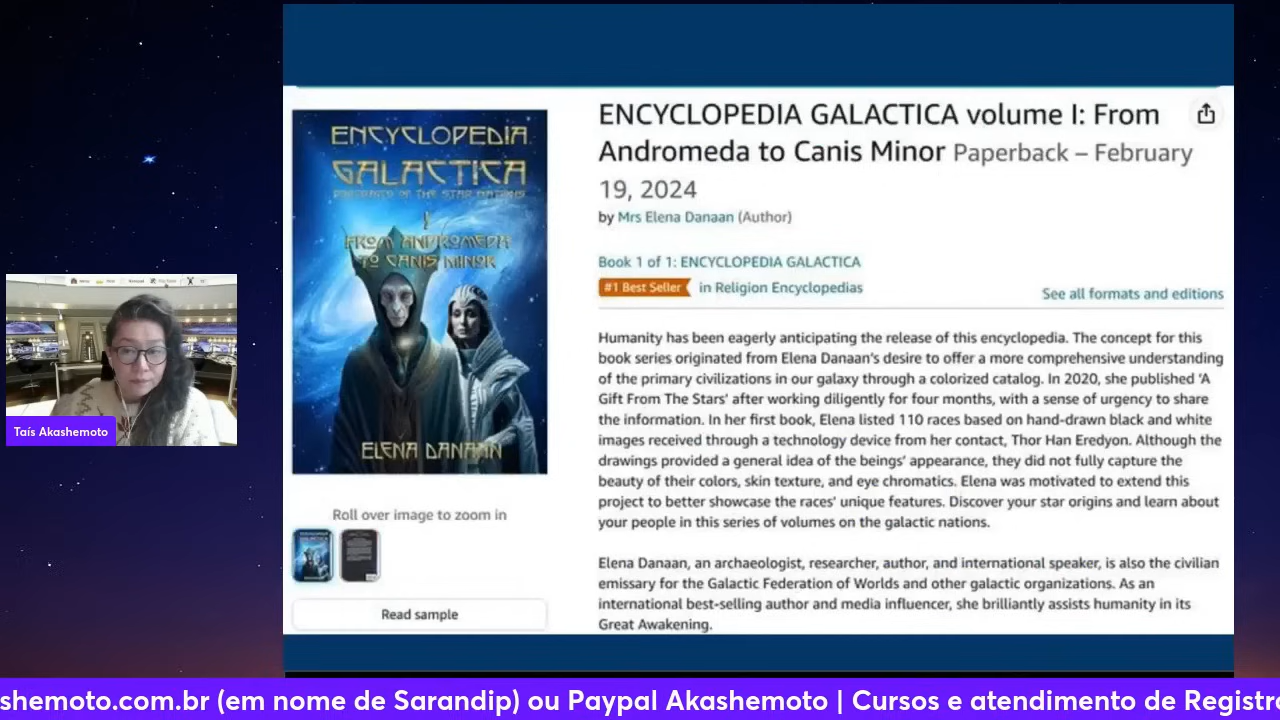 ENCYCLOPEDIA
GALACTICA
PORTRAITS OF THE STAR NATIONS
I
FROM ANDROMEDA
TO CANIS MINOR
ELENA DANAAN
Roll over image to zoom in
Read sample
ENCYCLOPEDIA GALACTICA volume I: From
Andromeda to Canis Minor Paperback – February
19, 2024
by Mrs Elena Danaan (Author)
Book 1 of 1: ENCYCLOPEDIA GALACTICA
#1 Best Seller in Religion Encyclopedias
See all formats and editions
Humanity has been eagerly anticipating the release of this encyclopedia. The concept for this
book series originated from Elena Danaan's desire to offer a more comprehensive understanding
of the primary civilizations in our galaxy through a colorized catalog. In 2020, she published 'A
Gift From The Stars' after working diligently for four months, with a sense of urgency to share
the information. In her first book, Elena listed 110 races based on hand-drawn black and white
images received through a technology device from her contact, Thor Han Eredyon. Although the
drawings provided a general idea of the beings' appearance, they did not fully capture the
beauty of their colors, skin texture, and eye chromatics. Elena was motivated to extend this
project to better showcase the races' unique features. Discover your star origins and learn about
your people in this series of volumes on the galactic nations.
Elena Danaan, an archaeologist, researcher, author, and international speaker, is also the civilian
emissary for the Galactic Federation of Worlds and other galactic organizations. As an
international best-selling author and media influencer, she brilliantly assists humanity in its
Great Awakening.
Taís Akashemoto
shemoto.com.br (em nome de Sarandip) ou Paypal Akashemoto | Cursos e atendimento de Registr